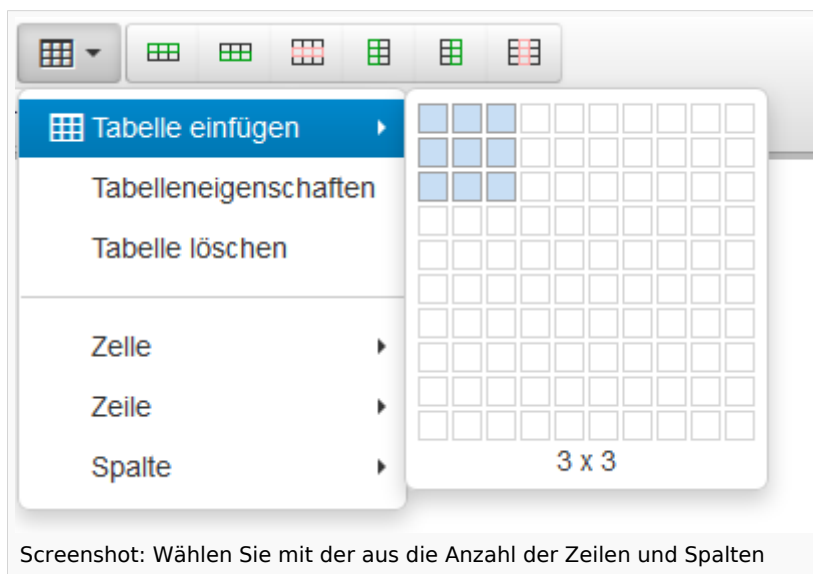 Tabelle einfügen
Tabelleneigenschaften
Tabelle löschen
Zelle
Zeile
Spalte
3 x 3
Screenshot: Wählen Sie mit der aus die Anzahl der Zeilen und Spalten